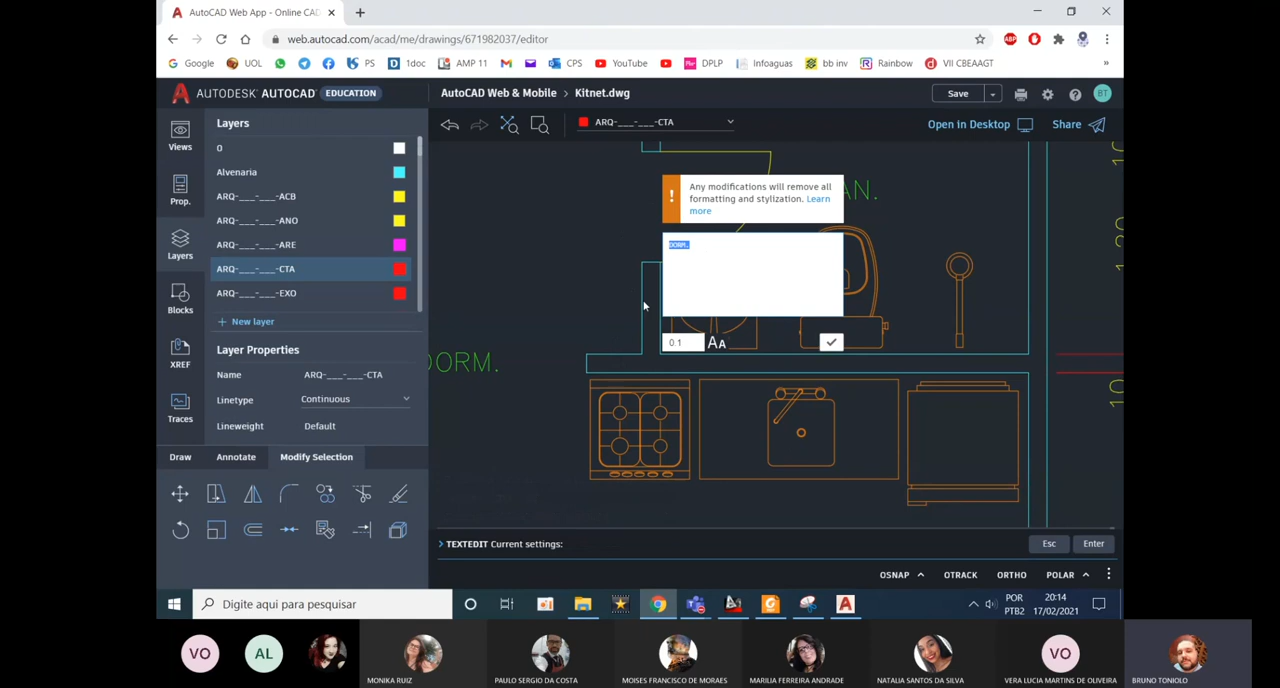 AutoCAD Web App - Online CAD
web.autocad.com/acad/me/drawings/671982037/editor
ABP
Google UOL PS 1doc AMP 11 CPS YouTube DPLP Infoaguas bb inv Rainbow VII CBEAAGT »
AUTODESK® AUTOCAD EDUCATION AutoCAD Web & Mobile > Kitnet.dwg Save BT
Views
Prop.
Layers
Blocks
XREF
Traces
Layers
0
Alvenaria
ARQ-___-___-ACB
ARQ-___-___-ANO
ARQ-___-___-ARE
ARQ-___-___-CTA
ARQ-___-___-EXO
+ New layer
Layer Properties
Name ARQ-___-___-CTA
Linetype Continuous
Lineweight Default
Draw Annotate Modify Selection
ARQ-___-___-CTA Open in Desktop Share
Any modifications will remove all
formatting and stylization. Learn
more
AN.
DORM.
0.1 AA
DORM.
10
1.20
10
> TEXTEDIT Current settings: Esc Enter
OSNAP OTRACK ORTHO POLAR
Digite aqui para pesquisar
POR
PTB2
20:14
17/02/2021
VO AL VO
MONIKA RUIZ PAULO SERGIO DA COSTA MOISES FRANCISCO DE MORAES MARILIA FERREIRA ANDRADE NATALIA SANTOS DA SILVA VERA LUCIA MARTINS DE OLIVEIRA BRUNO TONIOLO